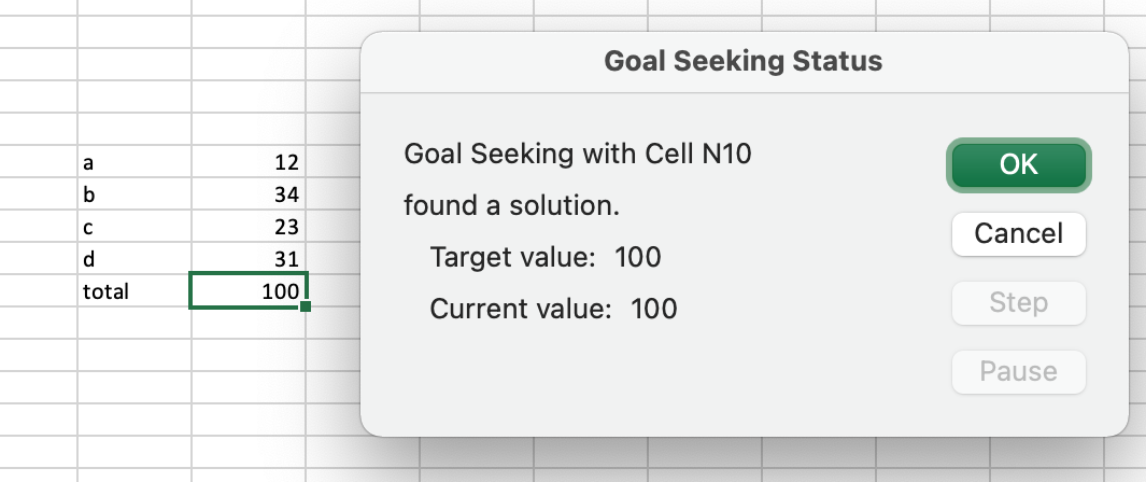 Goal Seeking Status
a 12
b 34
c 23
d 31
total 100
Goal Seeking with Cell N10
found a solution.
Target value: 100
Current value: 100
OK
Cancel
Step
Pause